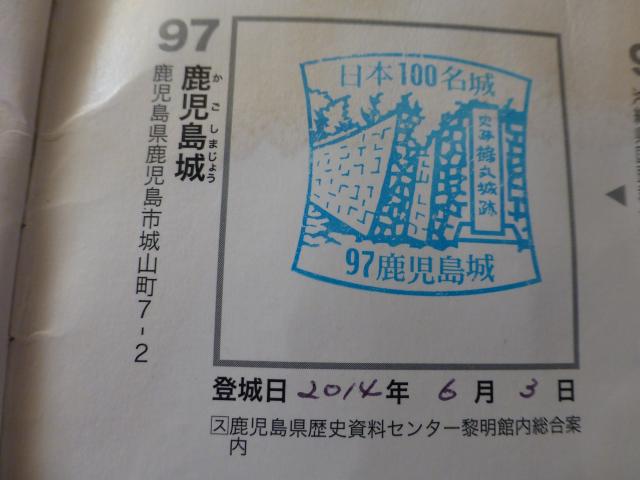 97
鹿児島城
かごしまじょう
鹿児島県鹿児島市城山町7-2
日本100名城
史跡 鶴丸城跡
97鹿児島城
登城日 2014年 6月 3日
ス鹿児島県歴史資料センター黎明館内総合案
内